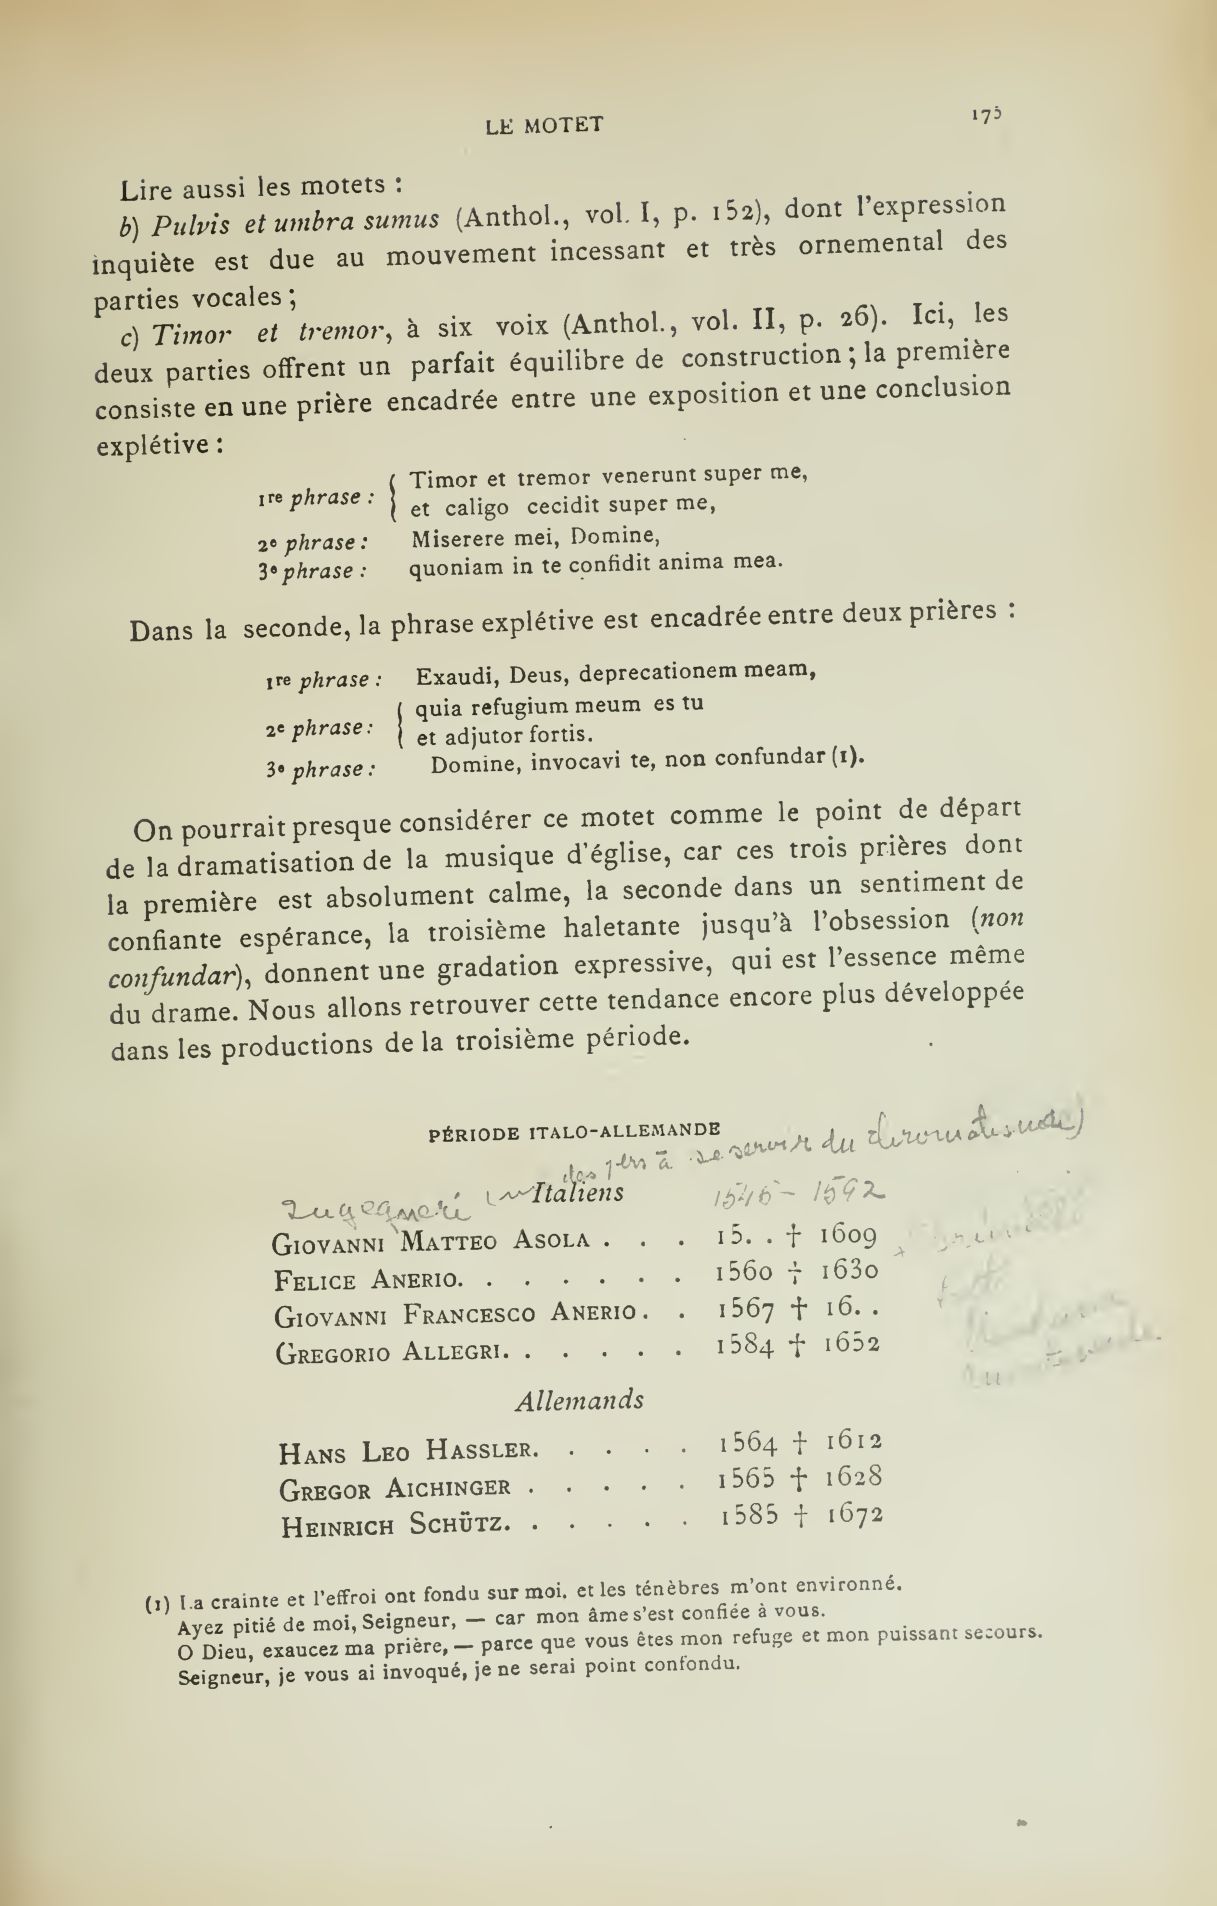 LE MOTET 175
Lire aussi les motets :
b) Pulvis et umbra sumus (Anthol., vol. I, p. 152), dont l'expression
inquiète est due au mouvement incessant et très ornemental des
parties vocales ;
c) Timor et tremor, à six voix (Anthol., vol. II, p. 26). Ici, les
deux parties offrent un parfait équilibre de construction ; la première
consiste en une prière encadrée entre une exposition et une conclusion
explétive :
1re phrase : { Timor et tremor venerunt super me,
et caligo cecidit super me,
2e phrase : Miserere mei, Domine,
3e phrase : quoniam in te confidit anima mea.
Dans la seconde, la phrase explétive est encadrée entre deux prières :
1re phrase : Exaudi, Deus, deprecationem meam,
2e phrase : { quia refugium meum es tu
et adjutor fortis.
3e phrase : Domine, invocavi te, non confundar (1).
On pourrait presque considérer ce motet comme le point de départ
de la dramatisation de la musique d'église, car ces trois prières dont
la première est absolument calme, la seconde dans un sentiment de
confiante espérance, la troisième haletante jusqu'à l'obsession (non
confundar), donnent une gradation expressive, qui est l'essence même
du drame. Nous allons retrouver cette tendance encore plus développée
dans les productions de la troisième période.
PÉRIODE ITALO-ALLEMANDE
des 1ers à se servir du chromatisme)
Italiens
Ingegneri 1545 - 1592
GIOVANNI MATTEO ASOLA . . . 15. . † 1609
FELICE ANERIO. . . . . . . 1560 † 1630
GIOVANNI FRANCESCO ANERIO. . 1567 † 16. .
GREGORIO ALLEGRI. . . . . . 1584 † 1652
Allemands
HANS LEO HASSLER. . . . . 1564 † 1612
GREGOR AICHINGER . . . . . 1565 † 1628
HEINRICH SCHÜTZ. . . . . . 1585 † 1672
(1) La crainte et l'effroi ont fondu sur moi, et les ténèbres m'ont environné.
Ayez pitié de moi, Seigneur, — car mon âme s'est confiée à vous.
O Dieu, exaucez ma prière, — parce que vous êtes mon refuge et mon puissant secours.
Seigneur, je vous ai invoqué, je ne serai point confondu.